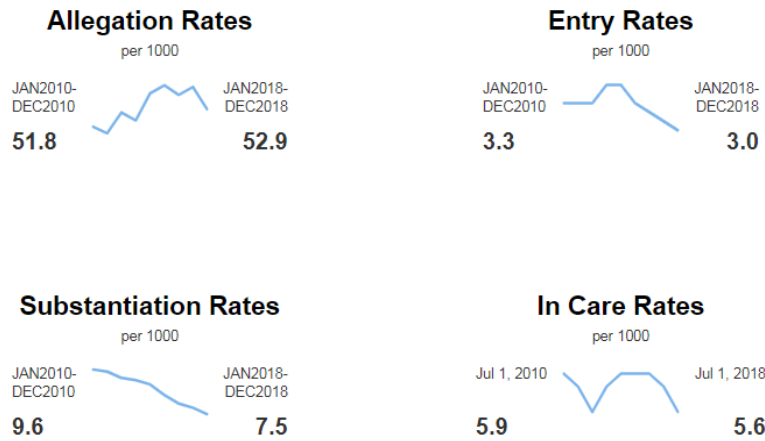 Allegation Rates
per 1000
JAN2010-
DEC2010
51.8
JAN2018-
DEC2018
52.9
Entry Rates
per 1000
JAN2010-
DEC2010
3.3
JAN2018-
DEC2018
3.0
Substantiation Rates
per 1000
JAN2010-
DEC2010
9.6
JAN2018-
DEC2018
7.5
In Care Rates
per 1000
Jul 1, 2010
5.9
Jul 1, 2018
5.6